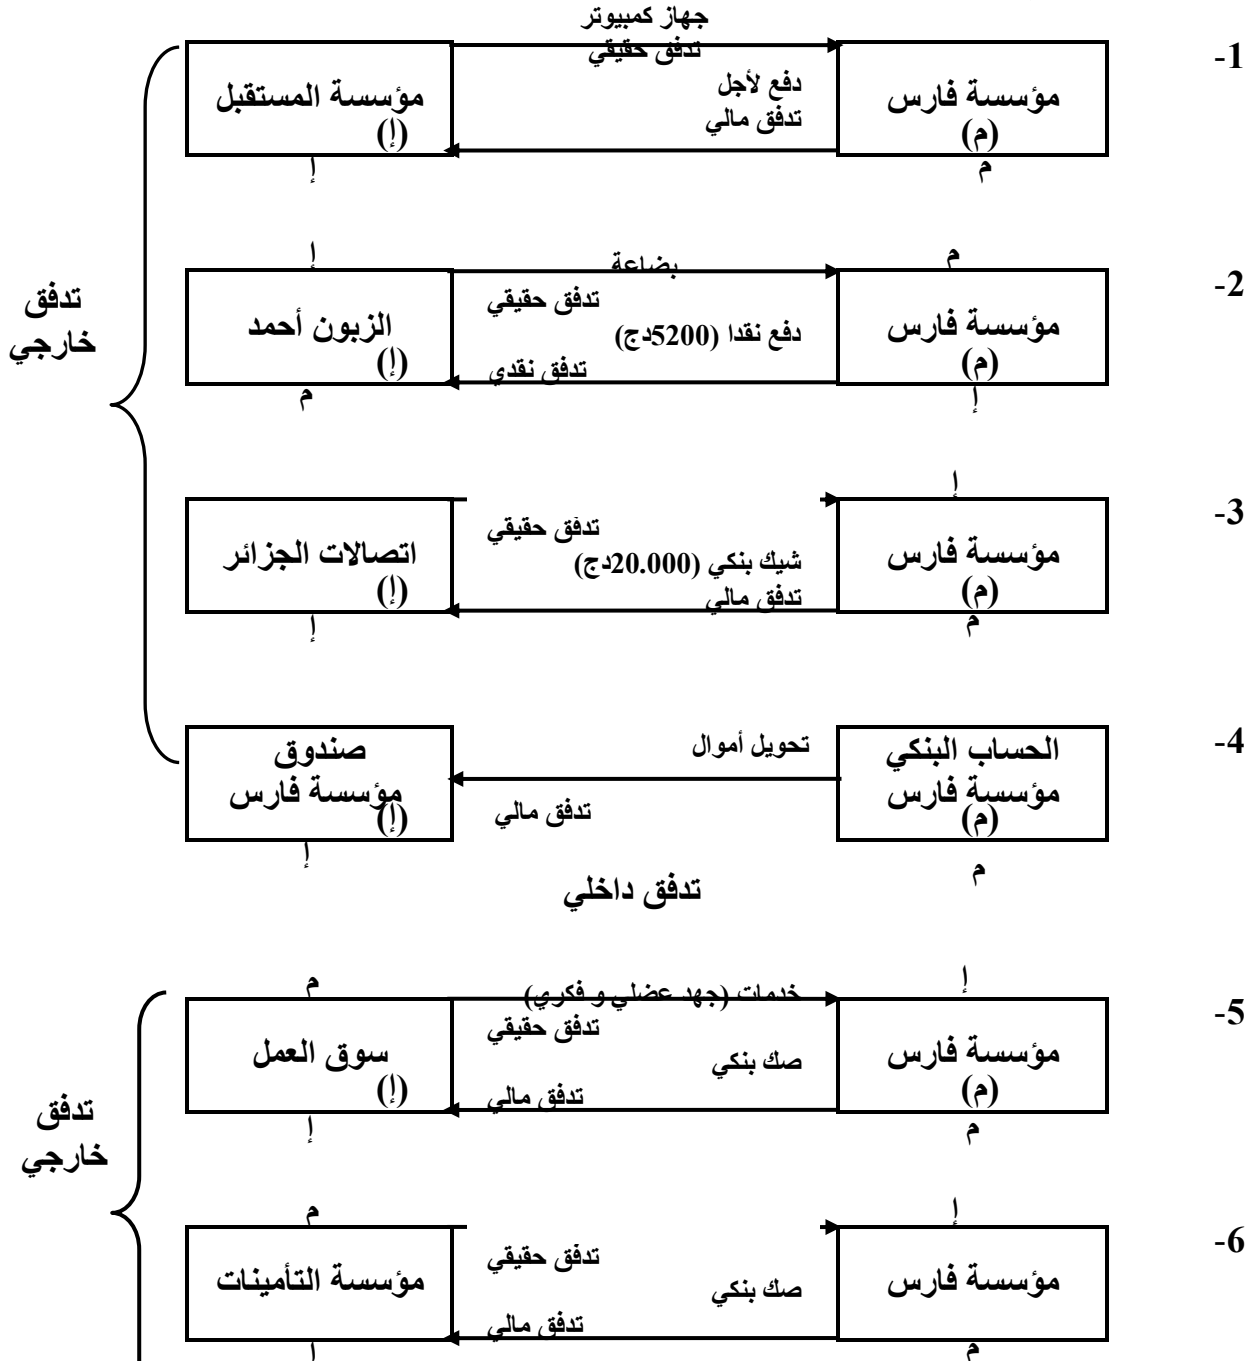 -1
جهاز كمبيوتر
تدفق حقيقي
مؤسسة فارس
(م)
م
دفع لأجل
تدفق مالي
مؤسسة المستقبل
(إ)
إ
-2
م
مؤسسة فارس
(م)
إ
بضاعة
تدفق حقيقي
دفع نقدا (5200دج)
تدفق نقدي
إ
الزبون أحمد
(إ)
م
تدفق
خارجي
-3
إ
مؤسسة فارس
(م)
م
تدفق حقيقي
شيك بنكي (20.000دج)
تدفق مالي
اتصالات الجزائر
(إ)
إ
-4
الحساب البنكي
مؤسسة فارس
(م)
م
تحويل أموال
تدفق مالي
صندوق
مؤسسة فارس
(إ)
إ
تدفق داخلي
-5
إ
مؤسسة فارس
(م)
م
خدمات (جهد عضلي و فكري)
تدفق حقيقي
صك بنكي
تدفق مالي
م
سوق العمل
(إ)
إ
تدفق
خارجي
-6
إ
مؤسسة فارس
م
تدفق حقيقي
صك بنكي
تدفق مالي
م
مؤسسة التأمينات
إ